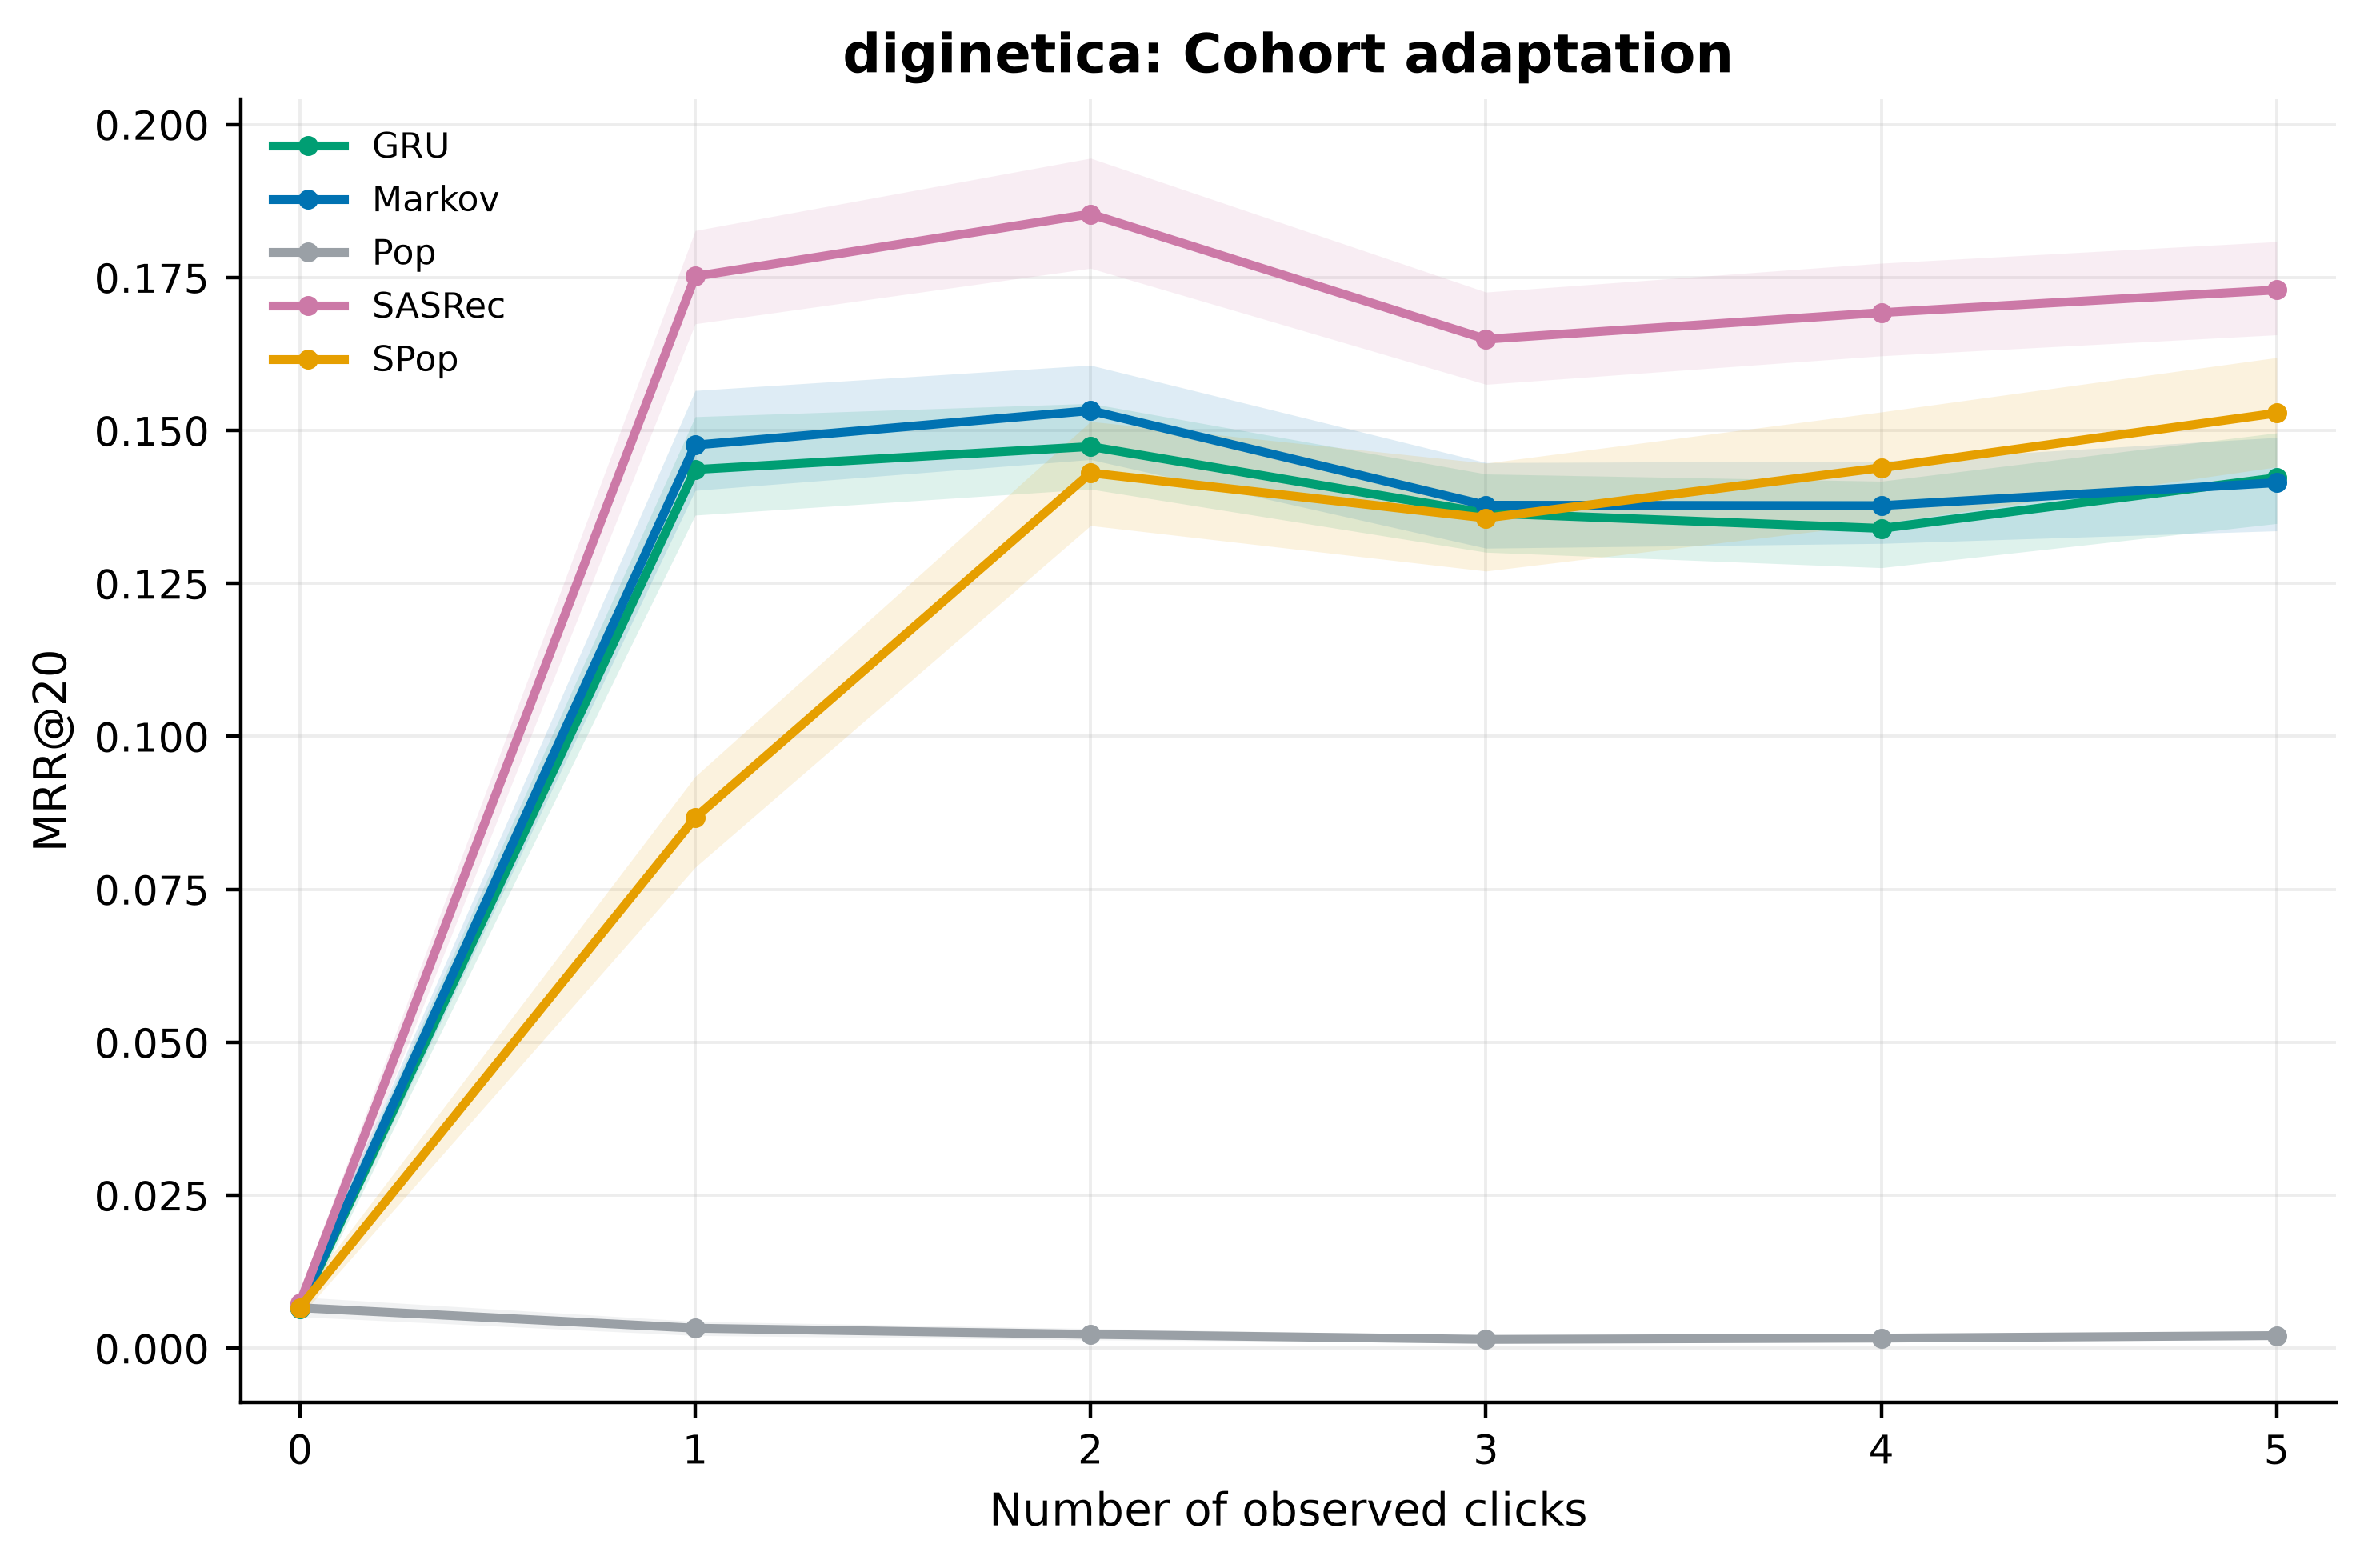 diginetica: Cohort adaptation
0.200
0.175
0.150
0.125
0.100
0.075
0.050
0.025
0.000
MRR@20
GRU
Markov
Pop
SASRec
SPop
0 1 2 3 4 5
Number of observed clicks